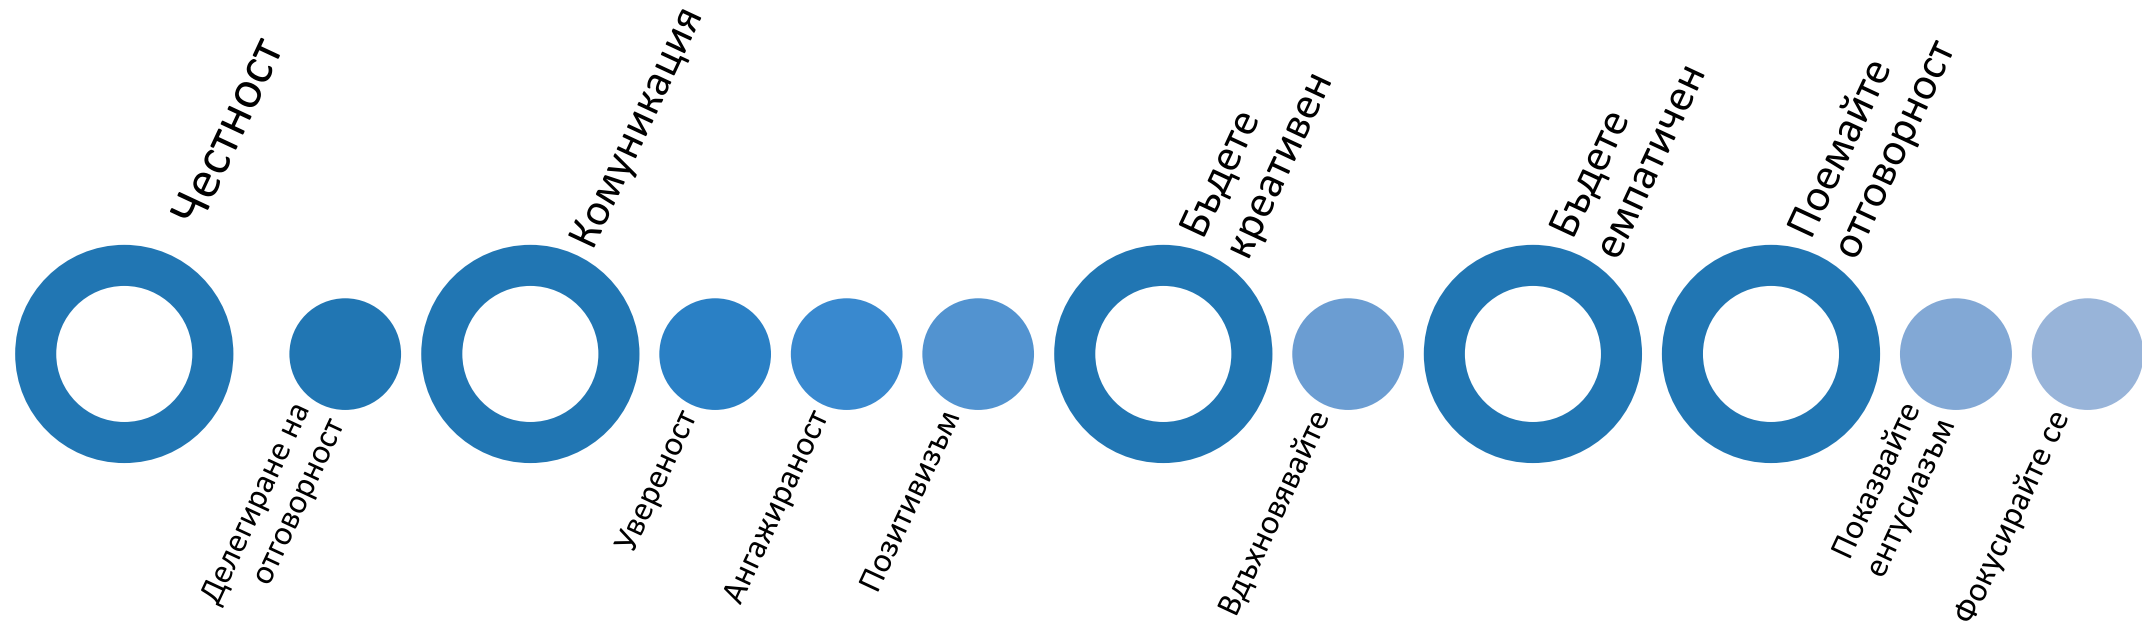 Честност
Делегиране на
отговорност
Комуникация
Увереност
Ангажираност
Позитивизъм
Бъдете
креативен
Вдъхновявайте
Бъдете
емпатичен
Поемайте
отговорност
Показвайте
ентусиазъм
Фокусирайте се